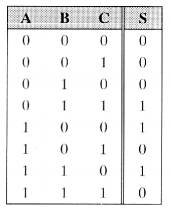 A B C S
0 0 0 0
0 0 1 0
0 1 0 0
0 1 1 1
1 0 0 1
1 0 1 0
1 1 0 1
1 1 1 0